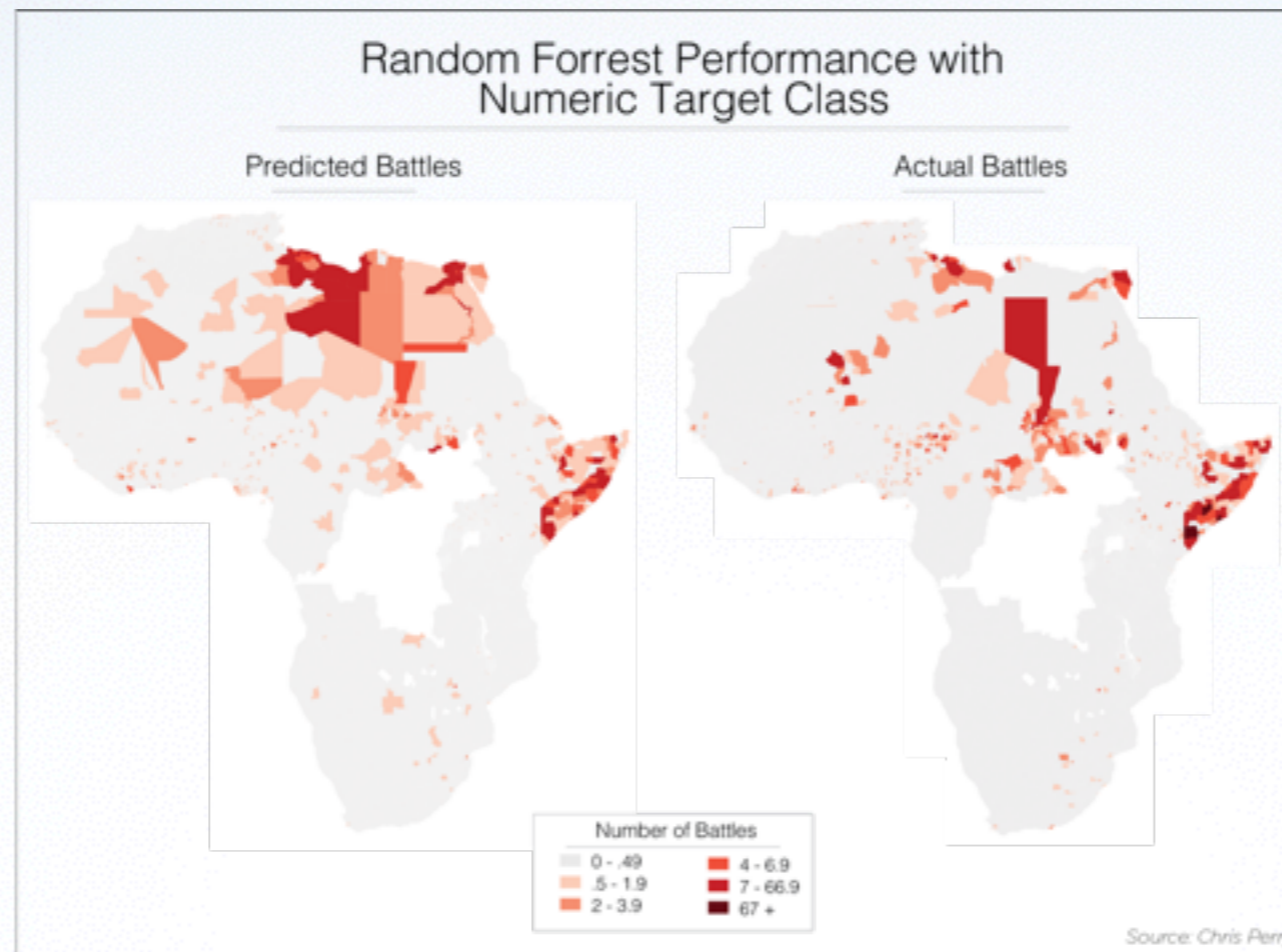 Random Forrest Performance with
Numeric Target Class
Predicted Battles
Actual Battles
Number of Battles
0 - .49
.5 - 1.9
2 - 3.9
4 - 6.9
7 - 66.9
67 +
Source: Chris Perr